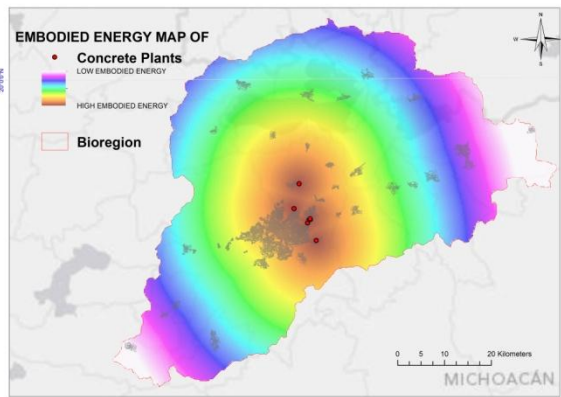 EMBODIED ENERGY MAP OF
Concrete Plants
LOW EMBODIED ENERGY
HIGH EMBODIED ENERGY
Bioregion
N
W E
S
0 5 10 20 Kilometers
MICHOACÁN